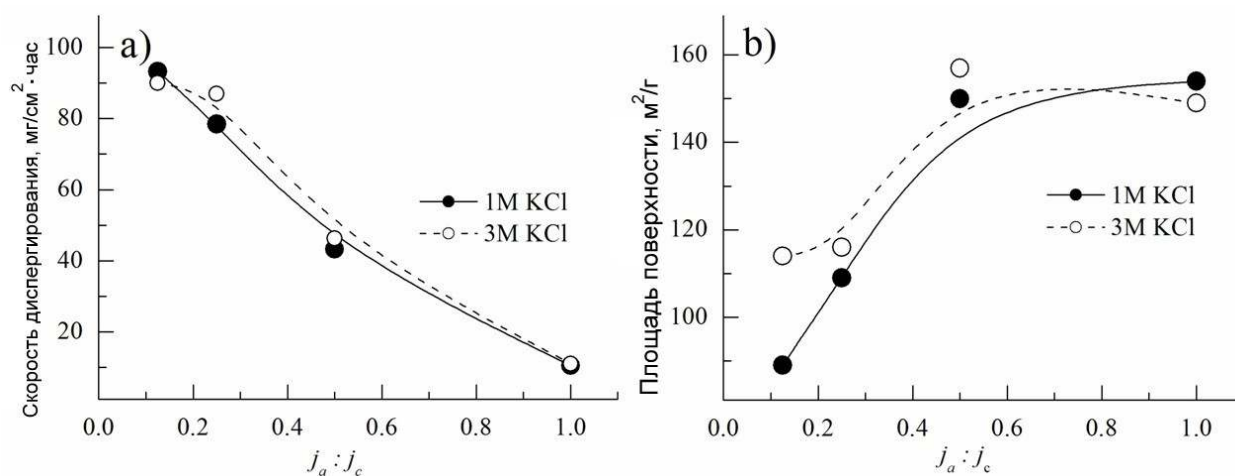 a)
Скорость диспергирования, мг/см²·час
100
80
60
40
20
0.0 0.2 0.4 0.6 0.8 1.0
jₐ : j꜀
1M KCl
3M KCl
b)
Площадь поверхности, м²/г
160
140
120
100
0.0 0.2 0.4 0.6 0.8 1.0
jₐ : j꜀
1M KCl
3M KCl